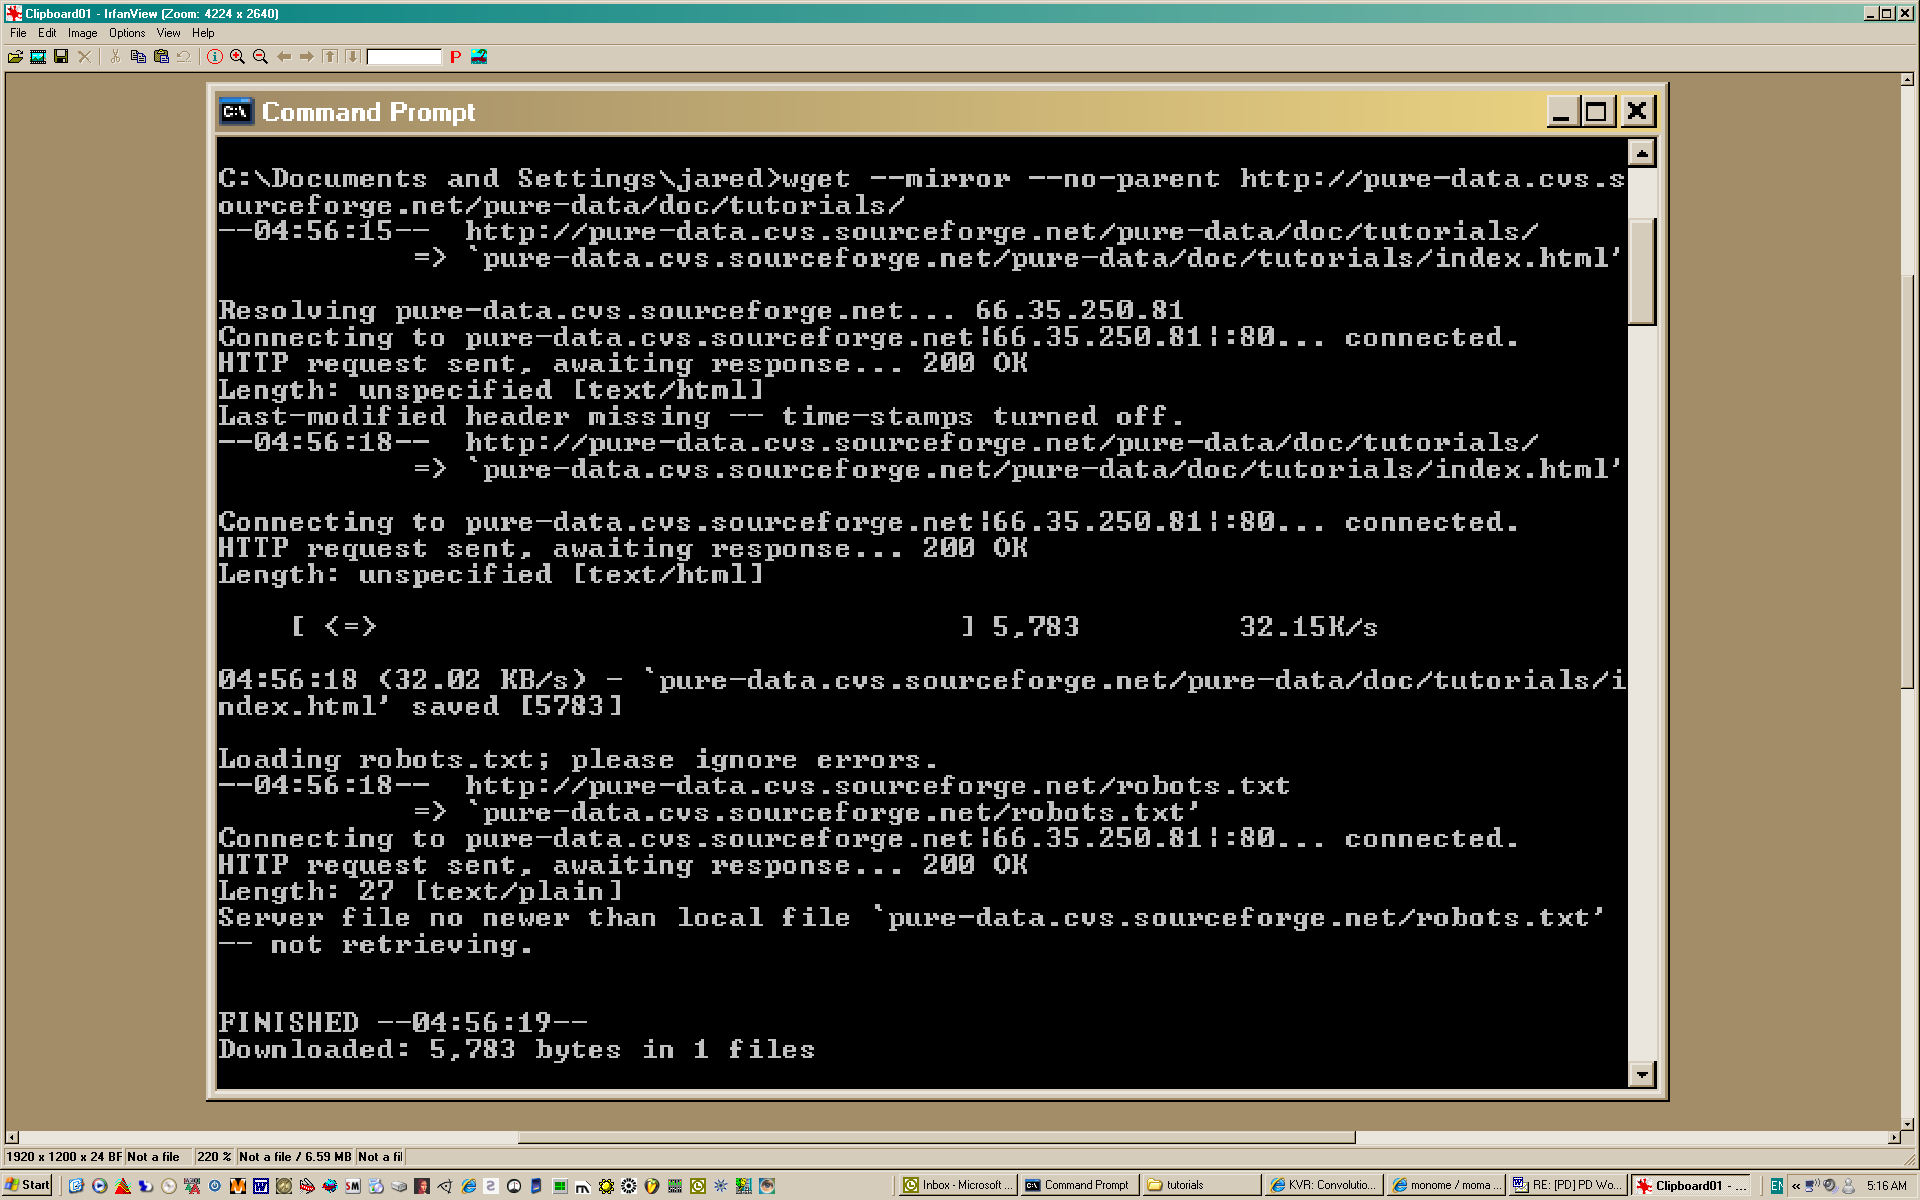 Clipboard01 - IrfanView (Zoom: 4224 x 2640)
File Edit Image Options View Help
Command Prompt
C:\Documents and Settings\jared>wget --mirror --no-parent http://pure-data.cvs.s
ourceforge.net/pure-data/doc/tutorials/
--04:56:15--  http://pure-data.cvs.sourceforge.net/pure-data/doc/tutorials/
           => `pure-data.cvs.sourceforge.net/pure-data/doc/tutorials/index.html'
Resolving pure-data.cvs.sourceforge.net... 66.35.250.81
Connecting to pure-data.cvs.sourceforge.net|66.35.250.81|:80... connected.
HTTP request sent, awaiting response... 200 OK
Length: unspecified [text/html]
Last-modified header missing -- time-stamps turned off.
--04:56:18--  http://pure-data.cvs.sourceforge.net/pure-data/doc/tutorials/
           => `pure-data.cvs.sourceforge.net/pure-data/doc/tutorials/index.html'
Connecting to pure-data.cvs.sourceforge.net|66.35.250.81|:80... connected.
HTTP request sent, awaiting response... 200 OK
Length: unspecified [text/html]
    [ <=>                                 ] 5,783         32.15K/s
04:56:18 (32.02 KB/s) - `pure-data.cvs.sourceforge.net/pure-data/doc/tutorials/i
ndex.html' saved [5783]
Loading robots.txt; please ignore errors.
--04:56:18--  http://pure-data.cvs.sourceforge.net/robots.txt
           => `pure-data.cvs.sourceforge.net/robots.txt'
Connecting to pure-data.cvs.sourceforge.net|66.35.250.81|:80... connected.
HTTP request sent, awaiting response... 200 OK
Length: 27 [text/plain]
Server file no newer than local file `pure-data.cvs.sourceforge.net/robots.txt'
-- not retrieving.
FINISHED --04:56:19--
Downloaded: 5,783 bytes in 1 files
1920 x 1200 x 24 BF Not a file 220 % Not a file / 6.59 MB Not a fi
Start Inbox - Microsoft ... Command Prompt tutorials KVR: Convolutio... monome / moma ... RE: [PD] PD Wo... Clipboard01 - ... EN « 5:16 AM